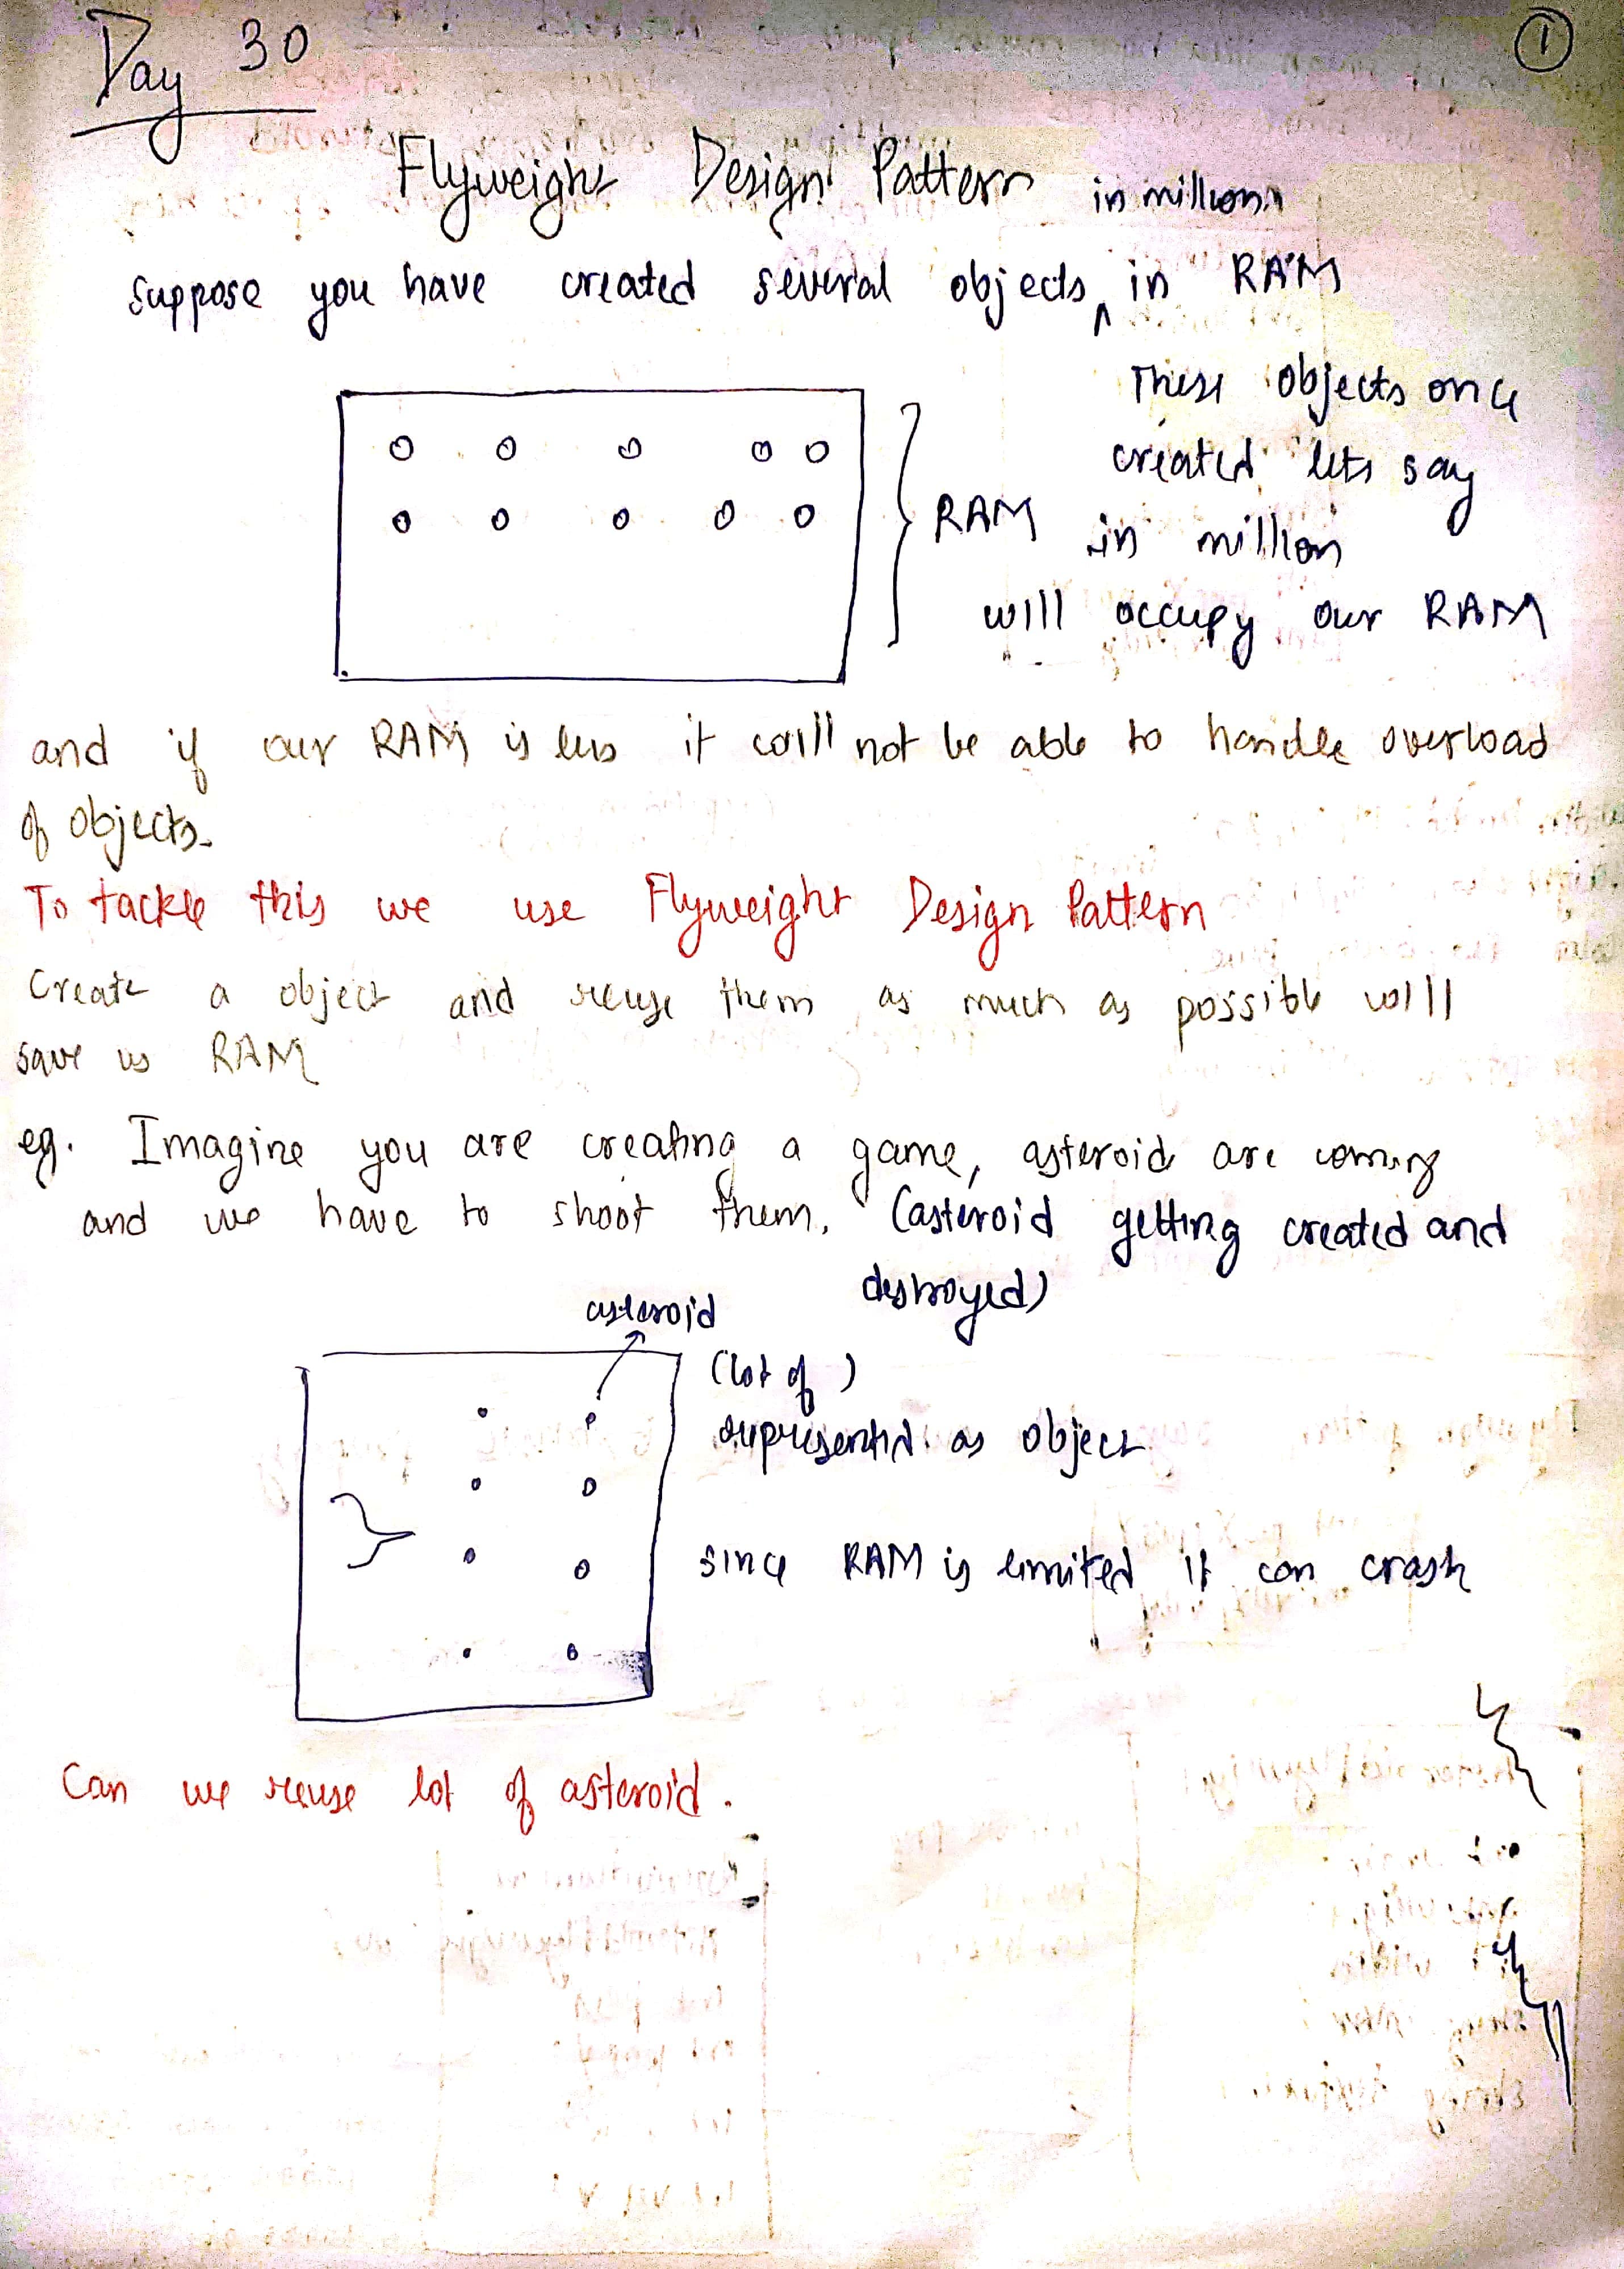 Day 30
1
Flyweight Design Pattern
in millions
suppose you have created several objects ^ in RAM
These objects once
created lets say
RAM in million
will occupy our RAM
and if our RAM is less it will not be able to handle overload
of objects.
To tackle this we use Flyweight Design Pattern
Create a object and reuse them as much as possible will
save us RAM
eg. Imagine you are creating a game, asteroids are coming
and we have to shoot them. (asteroid getting created and
destroyed)
asteroid
(lot of)
represented as object
since RAM is limited it can crash
Can we reuse lot of asteroid.